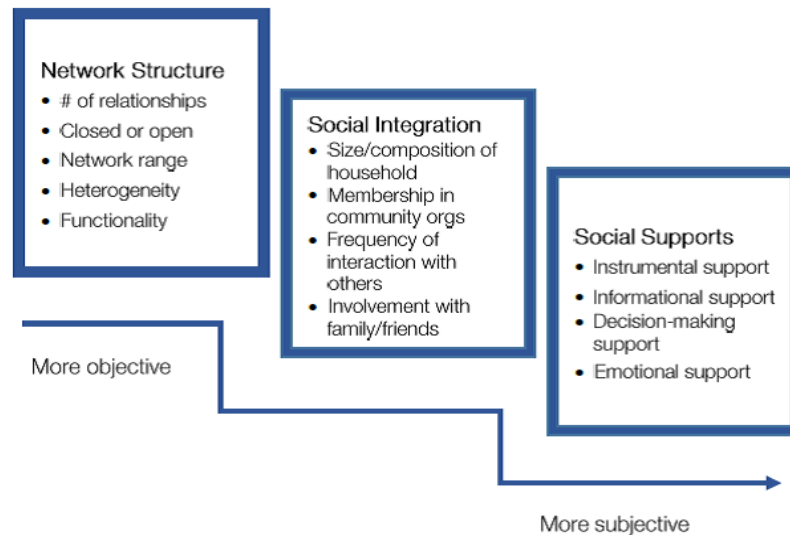 Network Structure
• # of relationships
• Closed or open
• Network range
• Heterogeneity
• Functionality
Social Integration
• Size/composition of
household
• Membership in
community orgs
• Frequency of
interaction with
others
• Involvement with
family/friends
Social Supports
• Instrumental support
• Informational support
• Decision-making
support
• Emotional support
More objective
More subjective